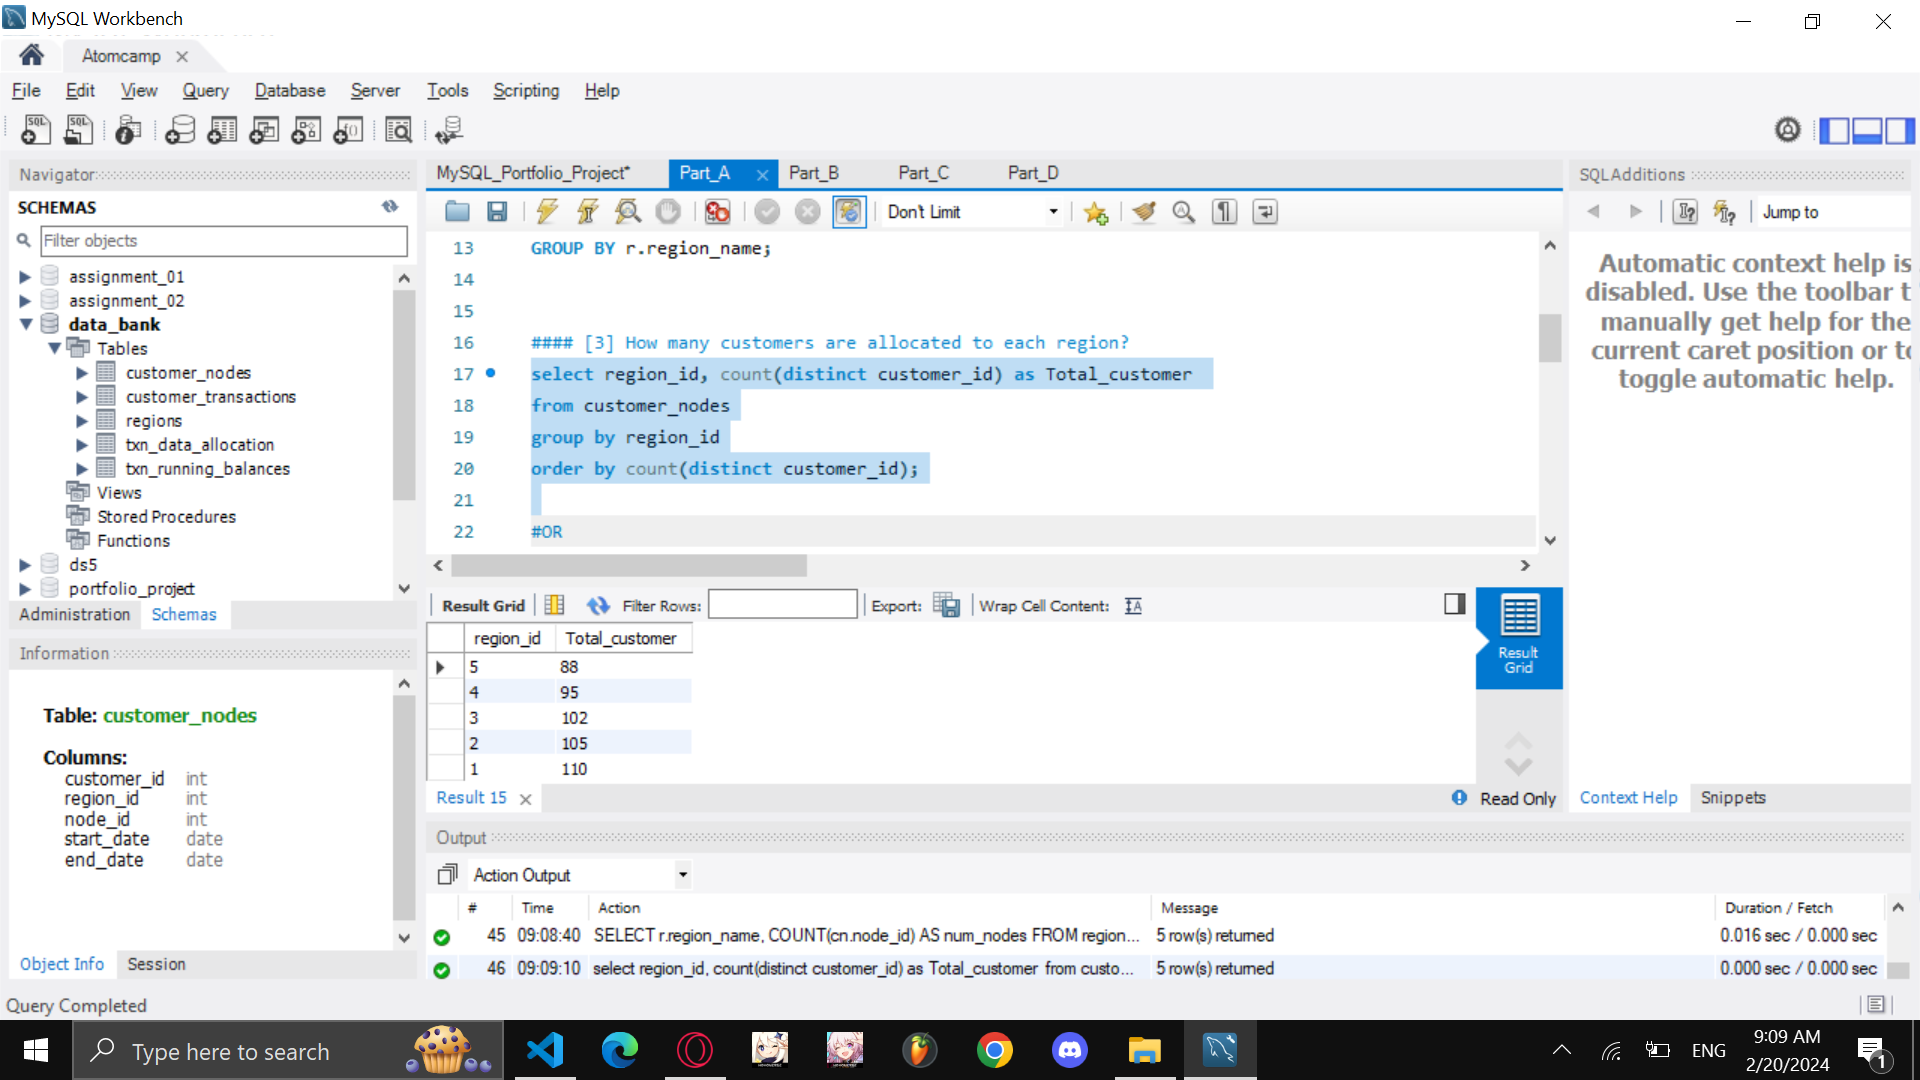 MySQL Workbench
Atomcamp
File Edit View Query Database Server Tools Scripting Help
Navigator
SCHEMAS
Filter objects
assignment_01
assignment_02
data_bank
Tables
customer_nodes
customer_transactions
regions
txn_data_allocation
txn_running_balances
Views
Stored Procedures
Functions
ds5
portfolio_project
Administration Schemas
Information
Table: customer_nodes
Columns:
customer_id int
region_id int
node_id int
start_date date
end_date date
Object Info Session
Query Completed
MySQL_Portfolio_Project* Part_A Part_B Part_C Part_D
Don't Limit
13 GROUP BY r.region_name;
14
15
16 #### [3] How many customers are allocated to each region?
17 select region_id, count(distinct customer_id) as Total_customer
18 from customer_nodes
19 group by region_id
20 order by count(distinct customer_id);
21
22 #OR
Result Grid Filter Rows: Export: Wrap Cell Content:
region_id Total_customer
5 88
4 95
3 102
2 105
1 110
Result Grid
Result 15
Read Only
SQLAdditions
Jump to
Automatic context help is
disabled. Use the toolbar t
manually get help for the
current caret position or to
toggle automatic help.
Context Help Snippets
Output
Action Output
# Time Action Message Duration / Fetch
45 09:08:40 SELECT r.region_name, COUNT(cn.node_id) AS num_nodes FROM region... 5 row(s) returned 0.016 sec / 0.000 sec
46 09:09:10 select region_id, count(distinct customer_id) as Total_customer from custo... 5 row(s) returned 0.000 sec / 0.000 sec
Type here to search
ENG
9:09 AM
2/20/2024
1